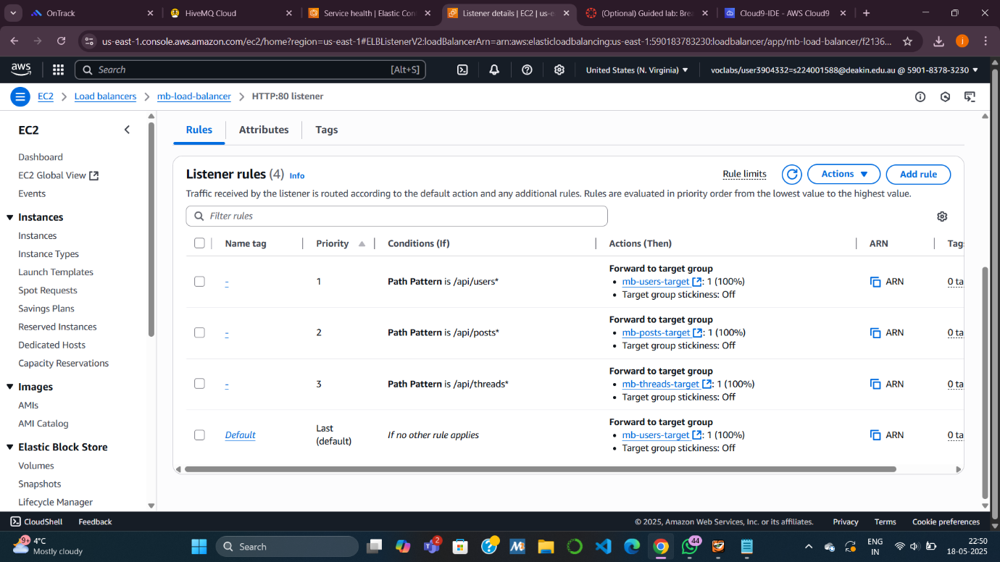 OnTrack
HiveMQ Cloud
Service health | Elastic Con
Listener details | EC2 | us-e
(Optional) Guided lab: Brea
Cloud9-IDE - AWS Cloud9
us-east-1.console.aws.amazon.com/ec2/home?region=us-east-1#ELBListenerV2:loadBalancerArn=arn:aws:elasticloadbalancing:us-east-1:590183783230:loadbalancer/app/mb-load-balancer/f2136...
aws
Search
[Alt+S]
United States (N. Virginia)
voclabs/user3904332=s224001588@deakin.edu.au @ 5901-8378-3230
EC2
Load balancers
mb-load-balancer
HTTP:80 listener
EC2
Dashboard
EC2 Global View
Events
Instances
Instances
Instance Types
Launch Templates
Spot Requests
Savings Plans
Reserved Instances
Dedicated Hosts
Capacity Reservations
Images
AMIs
AMI Catalog
Elastic Block Store
Volumes
Snapshots
Lifecycle Manager
Rules
Attributes
Tags
Listener rules (4) Info
Rule limits
Actions
Add rule
Traffic received by the listener is routed according to the default action and any additional rules. Rules are evaluated in priority order from the lowest value to the highest value.
Filter rules
Name tag
Priority
Conditions (If)
Actions (Then)
ARN
Tag
-
1
Path Pattern is /api/users*
Forward to target group
• mb-users-target : 1 (100%)
• Target group stickiness: Off
ARN
0 ta
-
2
Path Pattern is /api/posts*
Forward to target group
• mb-posts-target : 1 (100%)
• Target group stickiness: Off
ARN
0 ta
-
3
Path Pattern is /api/threads*
Forward to target group
• mb-threads-target : 1 (100%)
• Target group stickiness: Off
ARN
0 ta
Default
Last
(default)
If no other rule applies
Forward to target group
• mb-users-target : 1 (100%)
• Target group stickiness: Off
ARN
0 ta
CloudShell
Feedback
© 2025, Amazon Web Services, Inc. or its affiliates.
Privacy
Terms
Cookie preferences
9+
4°C
Mostly cloudy
Search
2
44
ENG
IN
22:50
18-05-2025